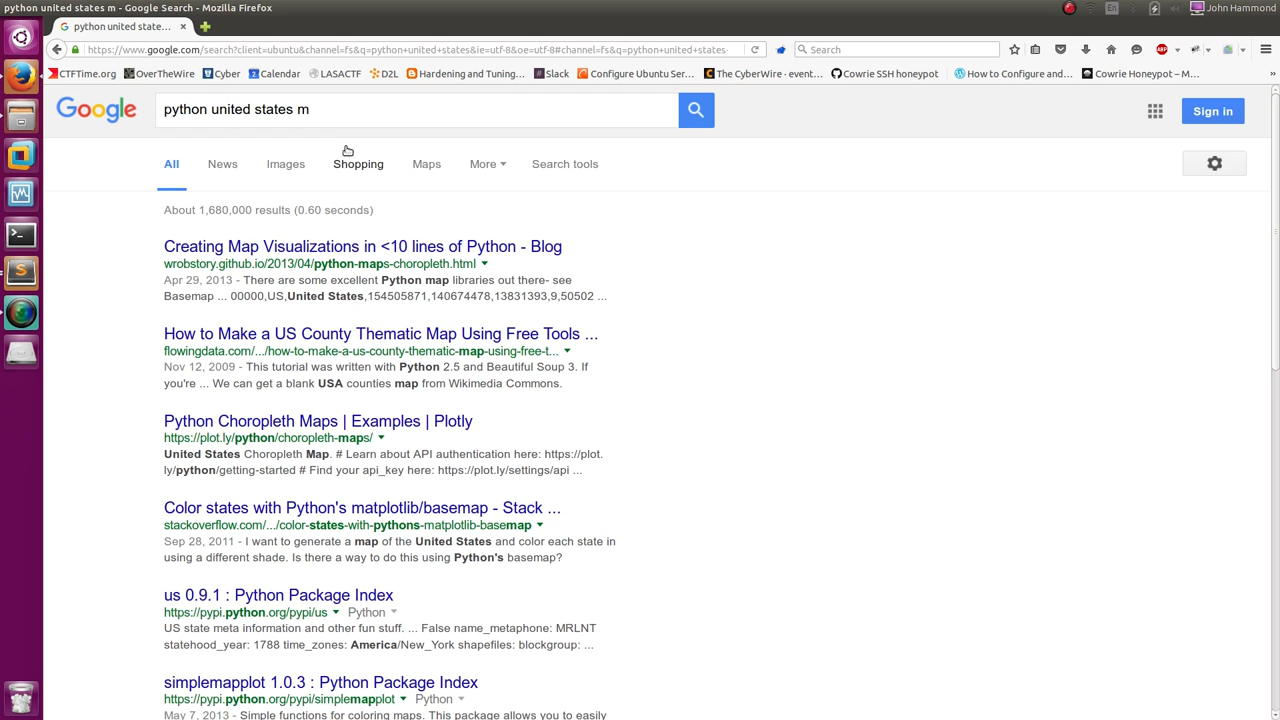 python united states m - Google Search - Mozilla Firefox
En
John Hammond
python united state...
https://www.google.com/search?client=ubuntu&channel=fs&q=python+united+states&ie=utf-8&oe=utf-8#channel=fs&q=python+united+states-
Search
ABP
CTFTime.org
OverTheWire
Cyber
Calendar
LASACTF
D2L
Hardening and Tuning...
Slack
Configure Ubuntu Ser...
The CyberWire - event...
Cowrie SSH honeypot
How to Configure and...
Cowrie Honeypot – M...
Google
python united states m
Sign in
All
News
Images
Shopping
Maps
More
Search tools
About 1,680,000 results (0.60 seconds)
Creating Map Visualizations in <10 lines of Python - Blog
wrobstory.github.io/2013/04/python-maps-choropleth.html
Apr 29, 2013 - There are some excellent Python map libraries out there- see
Basemap ... 00000,US,United States,154505871,140674478,13831393,9,50502 ...
How to Make a US County Thematic Map Using Free Tools ...
flowingdata.com/.../how-to-make-a-us-county-thematic-map-using-free-t...
Nov 12, 2009 - This tutorial was written with Python 2.5 and Beautiful Soup 3. If
you're ... We can get a blank USA counties map from Wikimedia Commons.
Python Choropleth Maps | Examples | Plotly
https://plot.ly/python/choropleth-maps/
United States Choropleth Map. # Learn about API authentication here: https://plot.
ly/python/getting-started # Find your api_key here: https://plot.ly/settings/api ...
Color states with Python's matplotlib/basemap - Stack ...
stackoverflow.com/.../color-states-with-pythons-matplotlib-basemap
Sep 28, 2011 - I want to generate a map of the United States and color each state in
using a different shade. Is there a way to do this using Python's basemap?
us 0.9.1 : Python Package Index
https://pypi.python.org/pypi/us
Python
US state meta information and other fun stuff. ... False name_metaphone: MRLNT
statehood_year: 1788 time_zones: America/New_York shapefiles: blockgroup: ...
simplemapplot 1.0.3 : Python Package Index
https://pypi.python.org/pypi/simplemapplot
Python
May 7, 2013 - Simple functions for coloring maps. This package allows you to easily